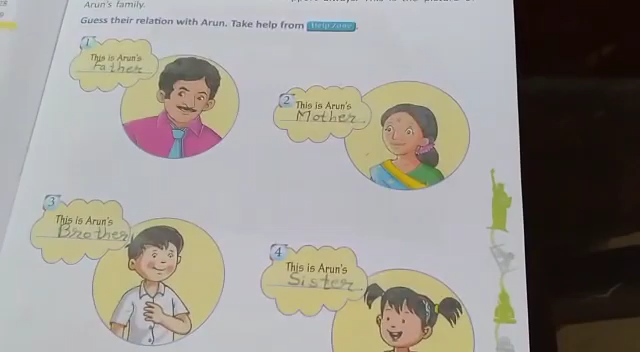 Arun's family.
Guess their relation with Arun. Take help from Help Zone.
1
This is Arun's
Father
2
This is Arun's
Mother
3
This is Arun's
Brother
4
This is Arun's
Sister